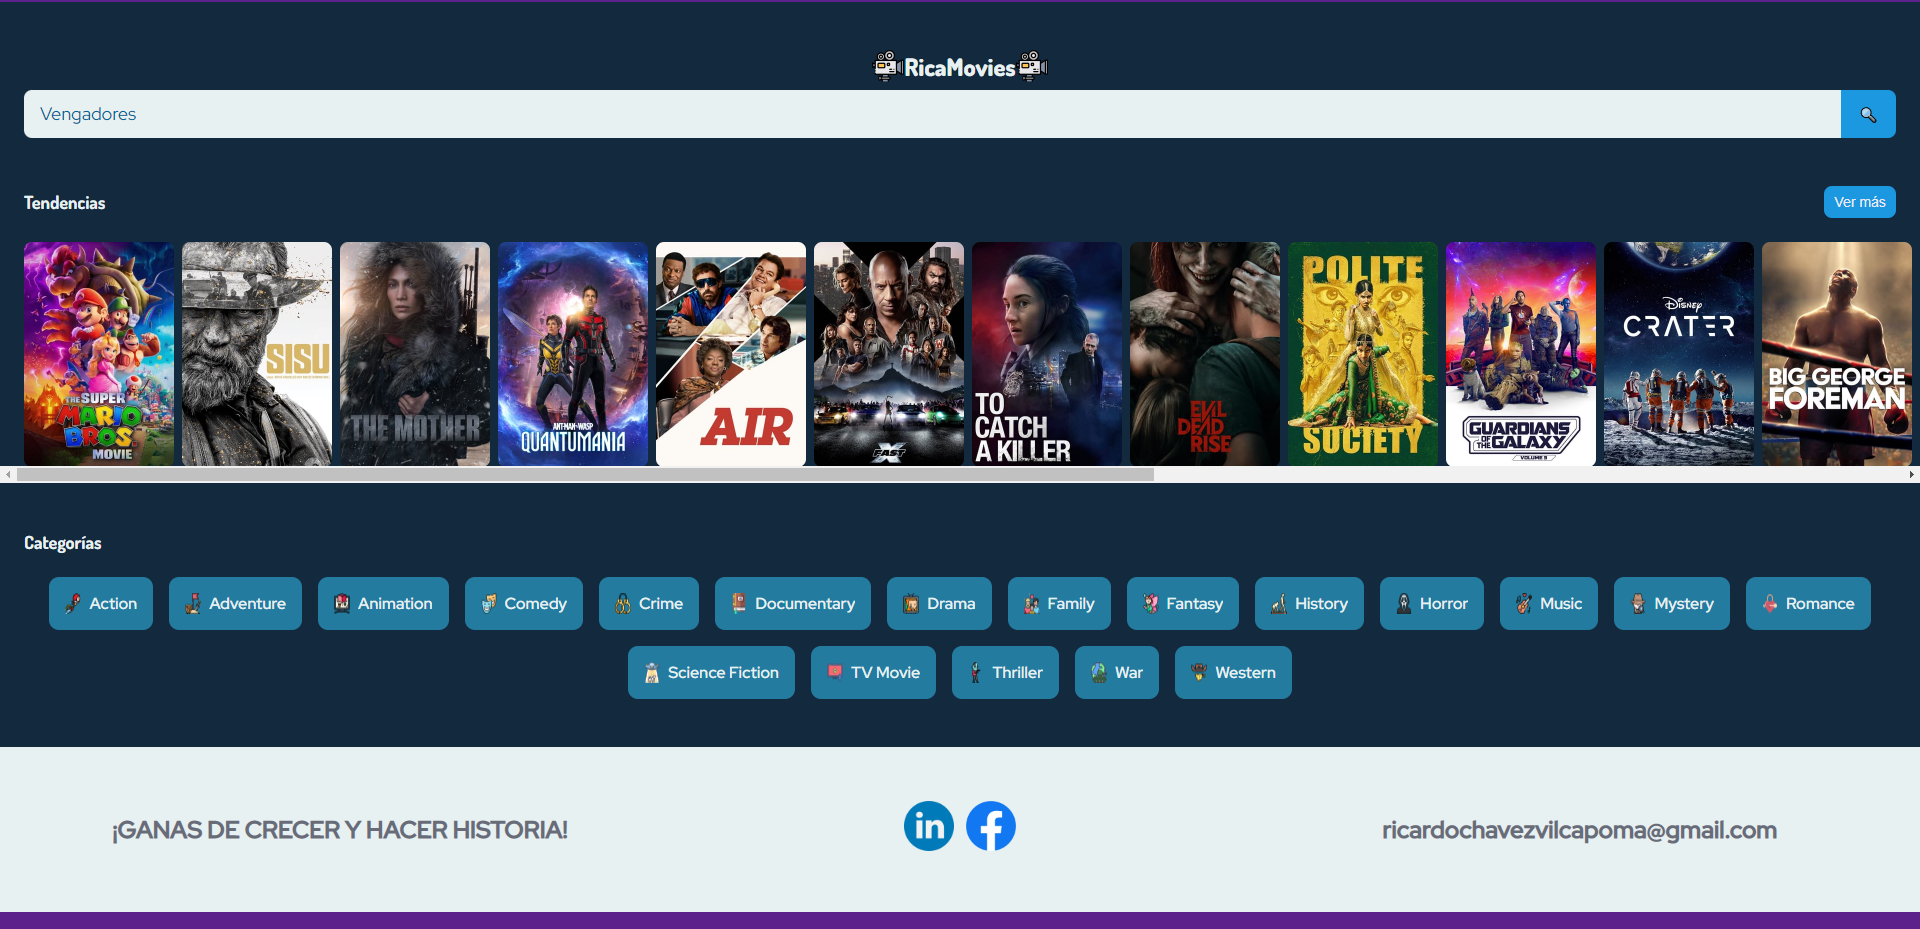 RicaMovies
Vengadores
Tendencias
Ver más
THE SUPER
MARIO
BROS.
MOVIE
SISU
THE MOTHER
ANT-MAN AND THE WASP
QUANTUMANIA
AIR
FAST X
TO
CATCH
A KILLER
EVIL
DEAD
RISE
POLITE
SOCIETY
GUARDIANS
OF THE GALAXY
VOLUME 3
Disney
CRATER
BIG GEORGE
FOREMAN
Categorías
Action Adventure Animation Comedy Crime Documentary Drama Family Fantasy History Horror Music Mystery Romance
Science Fiction TV Movie Thriller War Western
¡GANAS DE CRECER Y HACER HISTORIA!
in f
ricardochavezvilcapoma@gmail.com